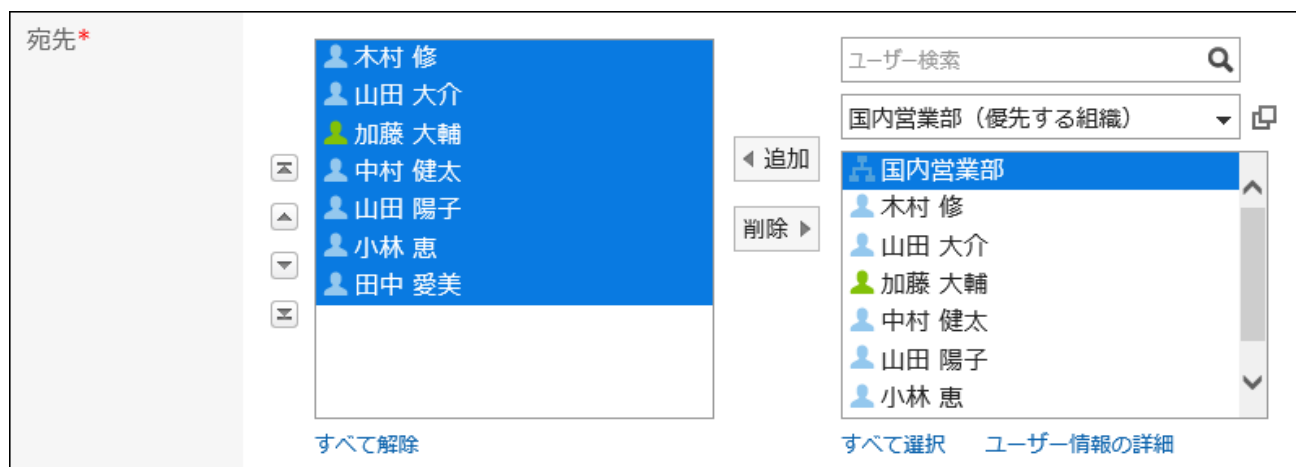 宛先*
木村 修
山田 大介
加藤 大輔
中村 健太
山田 陽子
小林 恵
田中 愛美
すべて解除
追加
削除
ユーザー検索
国内営業部（優先する組織）
国内営業部
木村 修
山田 大介
加藤 大輔
中村 健太
山田 陽子
小林 恵
すべて選択 ユーザー情報の詳細